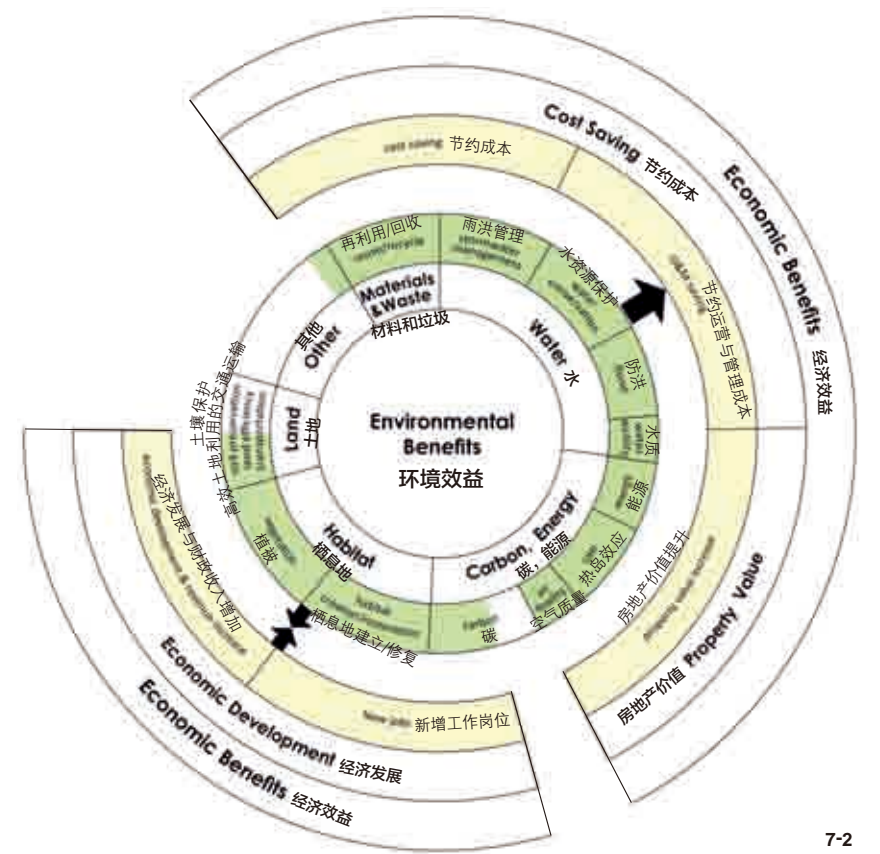 Economic Benefits 经济效益
Cost Saving 节约成本
cost saving 节约成本
节约运营与管理成本
房地产价值提升
房地产价值 Property Value
再利用/回收
雨洪管理
stormwater
management
水资源保护
防洪
水质
能源
热岛效应
空气质量
碳
栖息地建立/修复
植被
高效土地利用的交通运输
土壤保护
Materials
&Waste
材料和垃圾
Water 水
Carbon, Energy
碳，能源
Habitat
栖息地
Land
土地
其他
Other
Environmental
Benefits
环境效益
经济发展与财政收入增加
New jobs 新增工作岗位
Economic Development 经济发展
Economic Benefits 经济效益
7-2